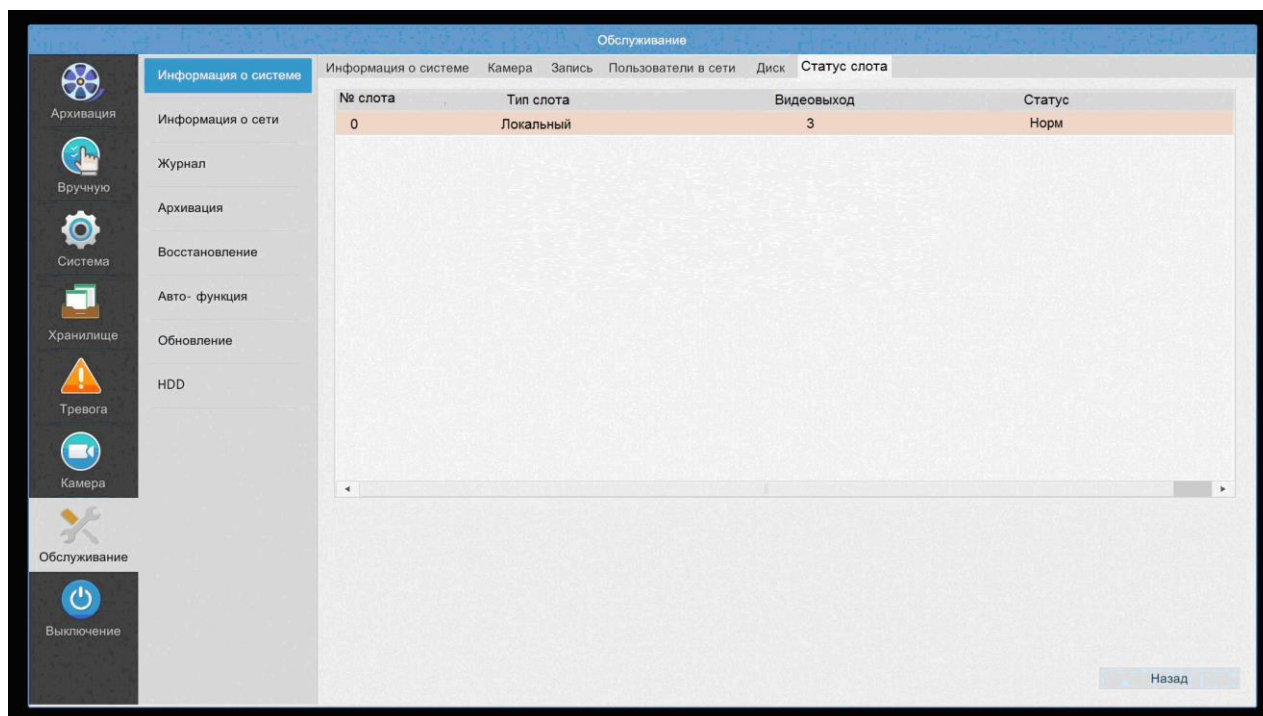 Обслуживание
Архивация
Вручную
Система
Хранилище
Тревога
Камера
Обслуживание
Выключение
Информация о системе
Информация о сети
Журнал
Архивация
Восстановление
Авто- функция
Обновление
HDD
Информация о системе Камера Запись Пользователи в сети Диск Статус слота
№ слота Тип слота Видеовыход Статус
0 Локальный 3 Норм
Назад